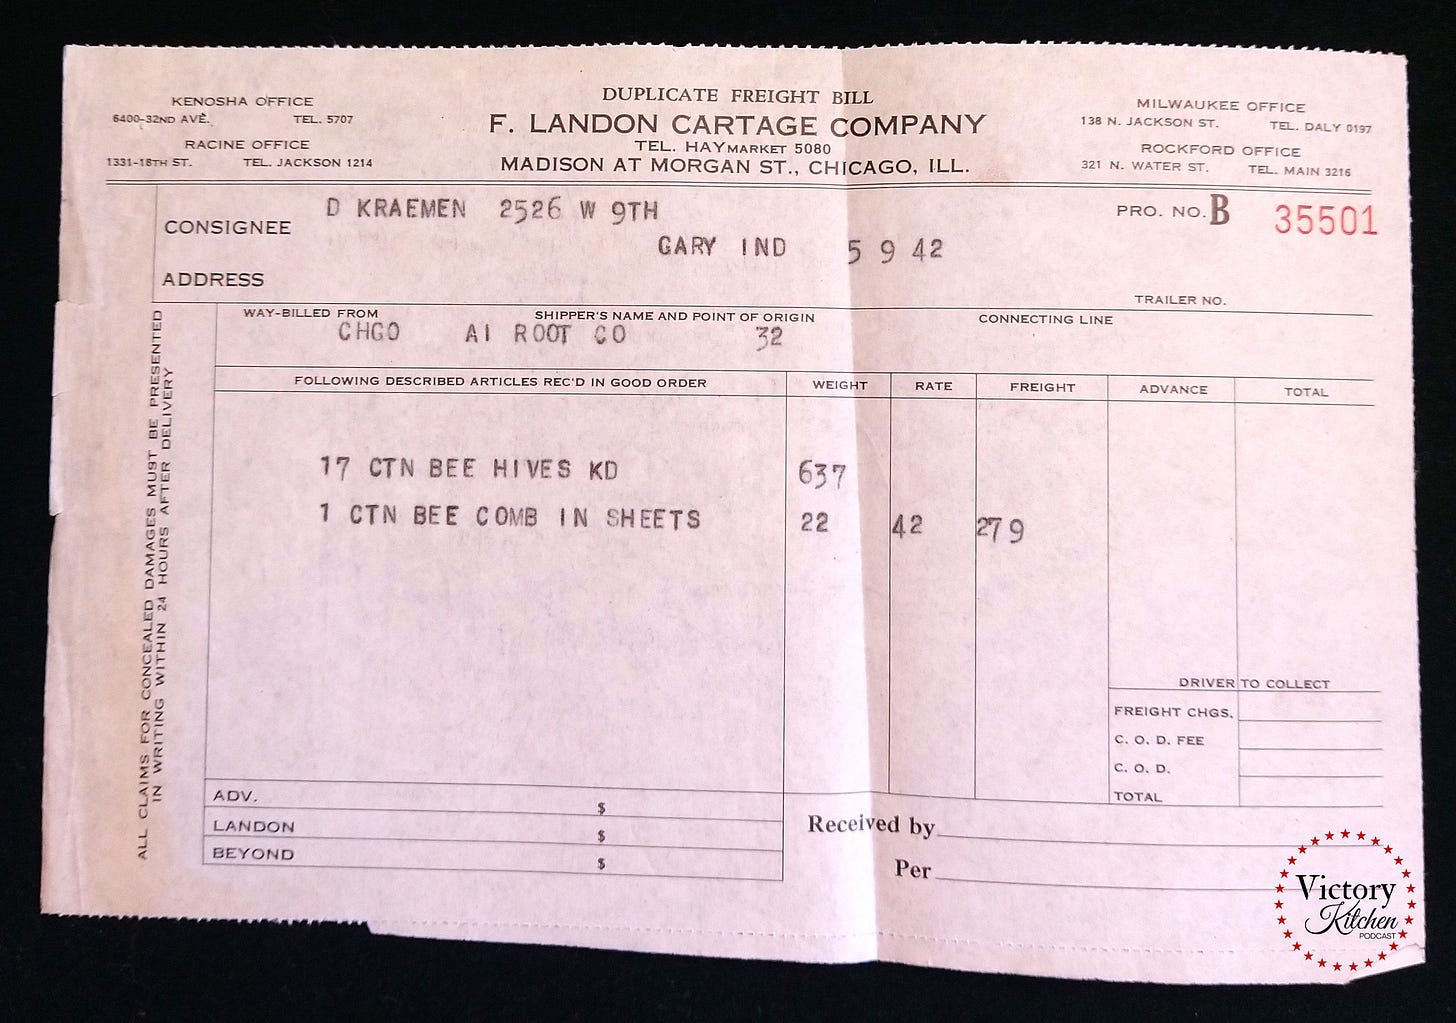 KENOSHA OFFICE
6400-32ND AVE. TEL. 5707
RACINE OFFICE
1331-18TH ST. TEL. JACKSON 1214
DUPLICATE FREIGHT BILL
F. LANDON CARTAGE COMPANY
TEL. HAYMARKET 5080
MADISON AT MORGAN ST., CHICAGO, ILL.
MILWAUKEE OFFICE
138 N. JACKSON ST. TEL. DALY 0197
ROCKFORD OFFICE
321 N. WATER ST. TEL. MAIN 3216
CONSIGNEE D KRAEMEN 2526 W 9TH
GARY IND 5 9 42
ADDRESS
PRO. NO. B 35501
TRAILER NO.
WAY-BILLED FROM SHIPPER'S NAME AND POINT OF ORIGIN CONNECTING LINE
CHGO AI ROOT CO 32
FOLLOWING DESCRIBED ARTICLES REC'D IN GOOD ORDER WEIGHT RATE FREIGHT ADVANCE TOTAL
17 CTN BEE HIVES KD 637
1 CTN BEE COMB IN SHEETS 22 42 279
DRIVER TO COLLECT
FREIGHT CHGS.
C. O. D. FEE
C. O. D.
TOTAL
ADV. $
LANDON $
BEYOND $
Received by
Per
ALL CLAIMS FOR CONCEALED DAMAGES MUST BE PRESENTED
IN WRITING WITHIN 24 HOURS AFTER DELIVERY
Victory
Kitchen
PODCAST